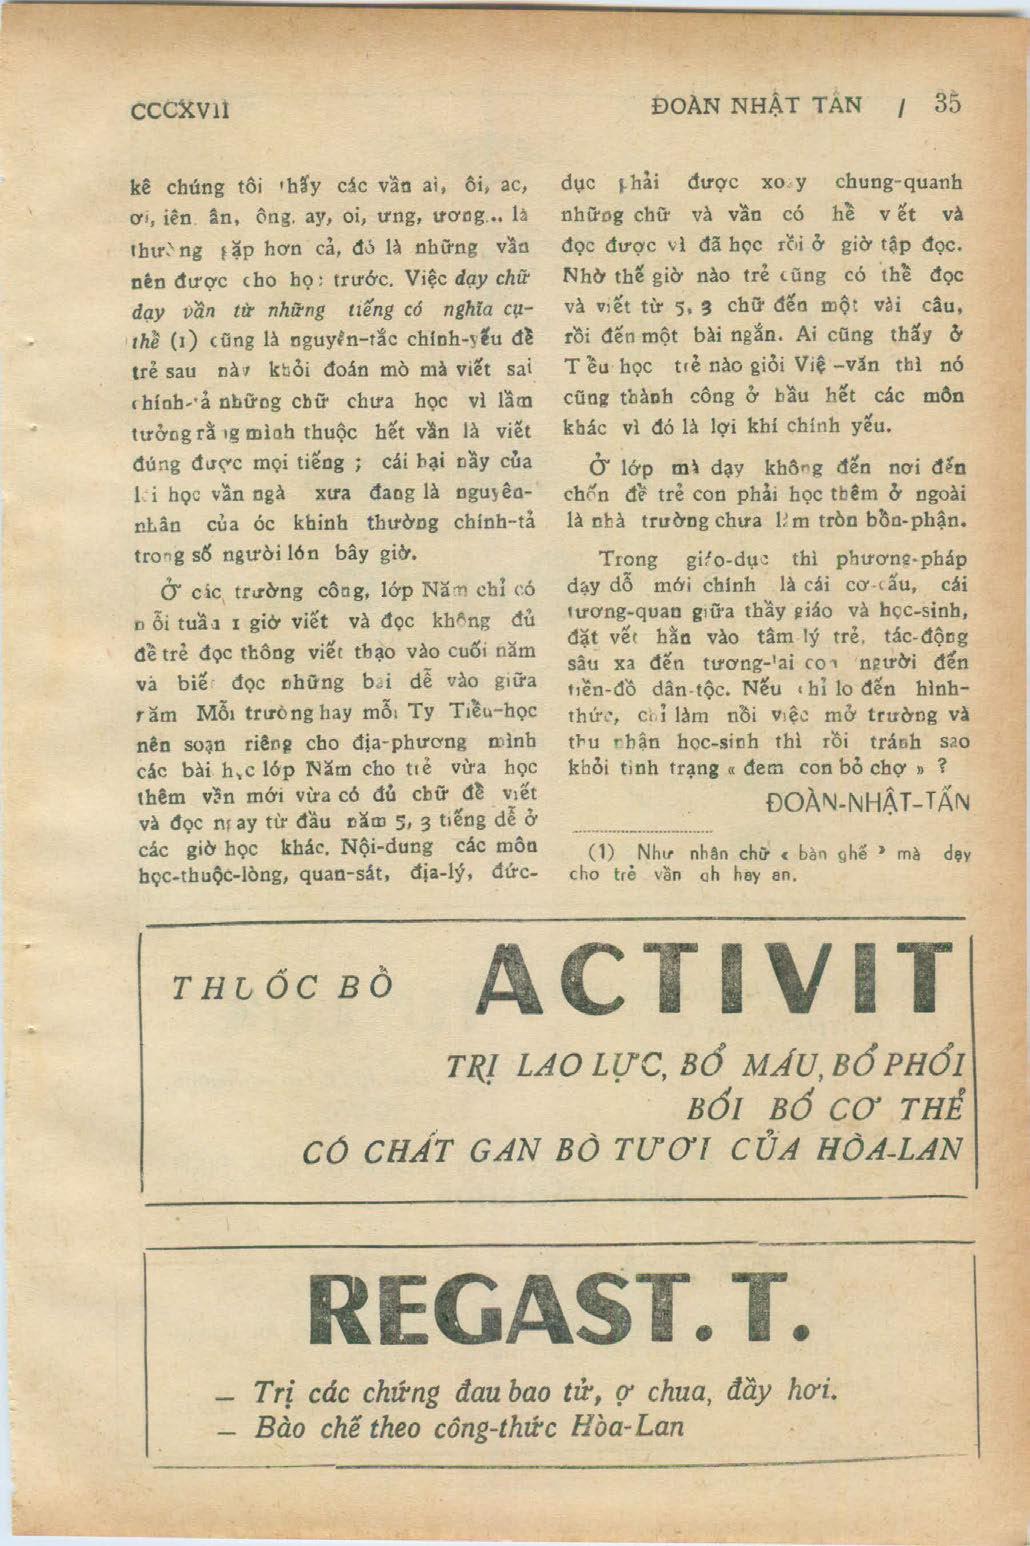 CCCXVII
ĐOÀN NHẬT TẤN / 35
kê chúng tôi thấy các vần ai, ôi, ac,
ơi, iên, ân, ông, ay, oi, ưng, ương... là
thường gặp hơn cả, đó là những vần
nên được cho học trước. Việc dạy chữ
dạy vần từ những tiếng có nghĩa cụ-
thể (1) cũng là nguyên-tắc chính-yếu để
trẻ sau này khỏi đoán mò mà viết sai
chính-tả những chữ chưa học vì lầm
tưởng rằng mình thuộc hết vần là viết
đúng được mọi tiếng ; cái hại nầy của
lối học vần ngà xưa đang là nguyên-
nhân của óc khinh thường chính-tả
trong số người lớn bây giờ.
Ở các trường công, lớp Năm chỉ có
mỗi tuần 1 giờ viết và đọc không đủ
để trẻ đọc thông viết thạo vào cuối năm
và biết đọc những bài dễ vào giữa
năm Mỗi trường hay mỗi Ty Tiểu-học
nên soạn riêng cho địa-phương mình
các bài học lớp Năm cho trẻ vừa học
thêm vần mới vừa có đủ chữ để viết
và đọc ngay từ đầu năm 5, 3 tiếng dễ ở
các giờ học khác. Nội-dung các môn
học-thuộc-lòng, quan-sát, địa-lý, đức-
dục phải được xoay chung-quanh
những chữ và vần có hề viết và
đọc được vì đã học rồi ở giờ tập đọc.
Nhờ thế giờ nào trẻ cũng có thể đọc
và viết từ 5, 3 chữ đến một vài câu,
rồi đến một bài ngắn. Ai cũng thấy ở
Tiểu học trẻ nào giỏi Việt-văn thì nó
cũng thành công ở hầu hết các môn
khác vì đó là lợi khí chính yếu.
Ở lớp mà dạy không đến nơi đến
chốn để trẻ con phải học thêm ở ngoài
là nhà trường chưa làm tròn bổn-phận.
Trong giáo-dục thì phương-pháp
dạy dỗ mới chính là cái cơ-cấu, cái
tương-quan giữa thầy giáo và học-sinh,
đặt vết hằn vào tâm-lý trẻ, tác-động
sâu xa đến tương-lai con người đến
tiền-đồ dân-tộc. Nếu chỉ lo đến hình-
thức, chỉ làm nổi việc mở trường và
thu nhận học-sinh thì rồi tránh sao
khỏi tình trạng « đem con bỏ chợ » ?
ĐOÀN-NHẬT-TẤN
(1) Như nhân chữ « bàn ghế » mà dạy
cho trẻ vần gh hay an.
THUỐC BỔ ACTIVIT
TRỊ LAO LỰC, BỔ MÁU, BỔ PHỔI
BỒI BỔ CƠ THỂ
CÓ CHẤT GAN BÒ TƯƠI CỦA HÒA-LAN
REGAST. T.
– Trị các chứng đau bao tử, ợ chua, đầy hơi.
– Bào chế theo công-thức Hòa-Lan